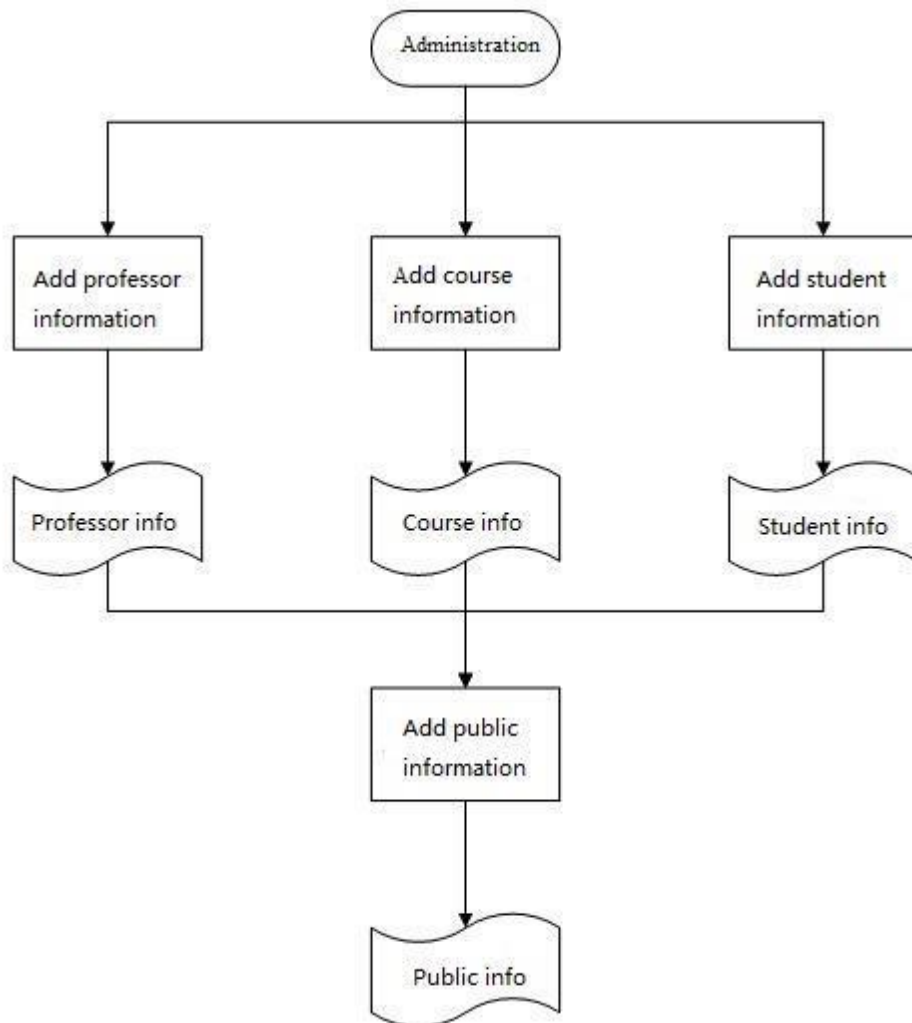 Administration
Add professor
information
Add course
information
Add student
information
Professor info
Course info
Student info
Add public
information
Public info